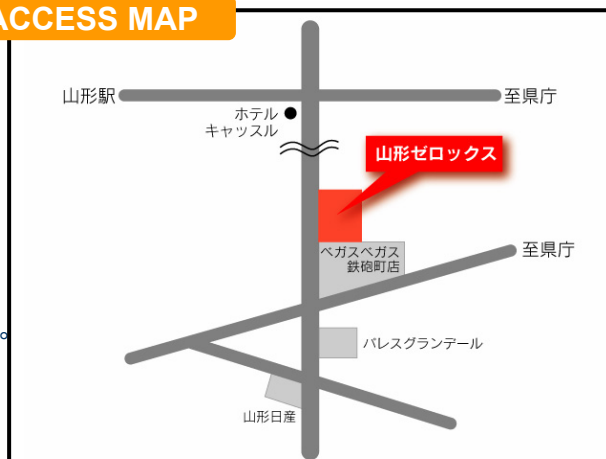 ACCESS MAP
山形駅
至県庁
ホテル
キャッスル
山形ゼロックス
ベガスベガス
鉄砲町店
至県庁
パレスグランデール
山形日産
。